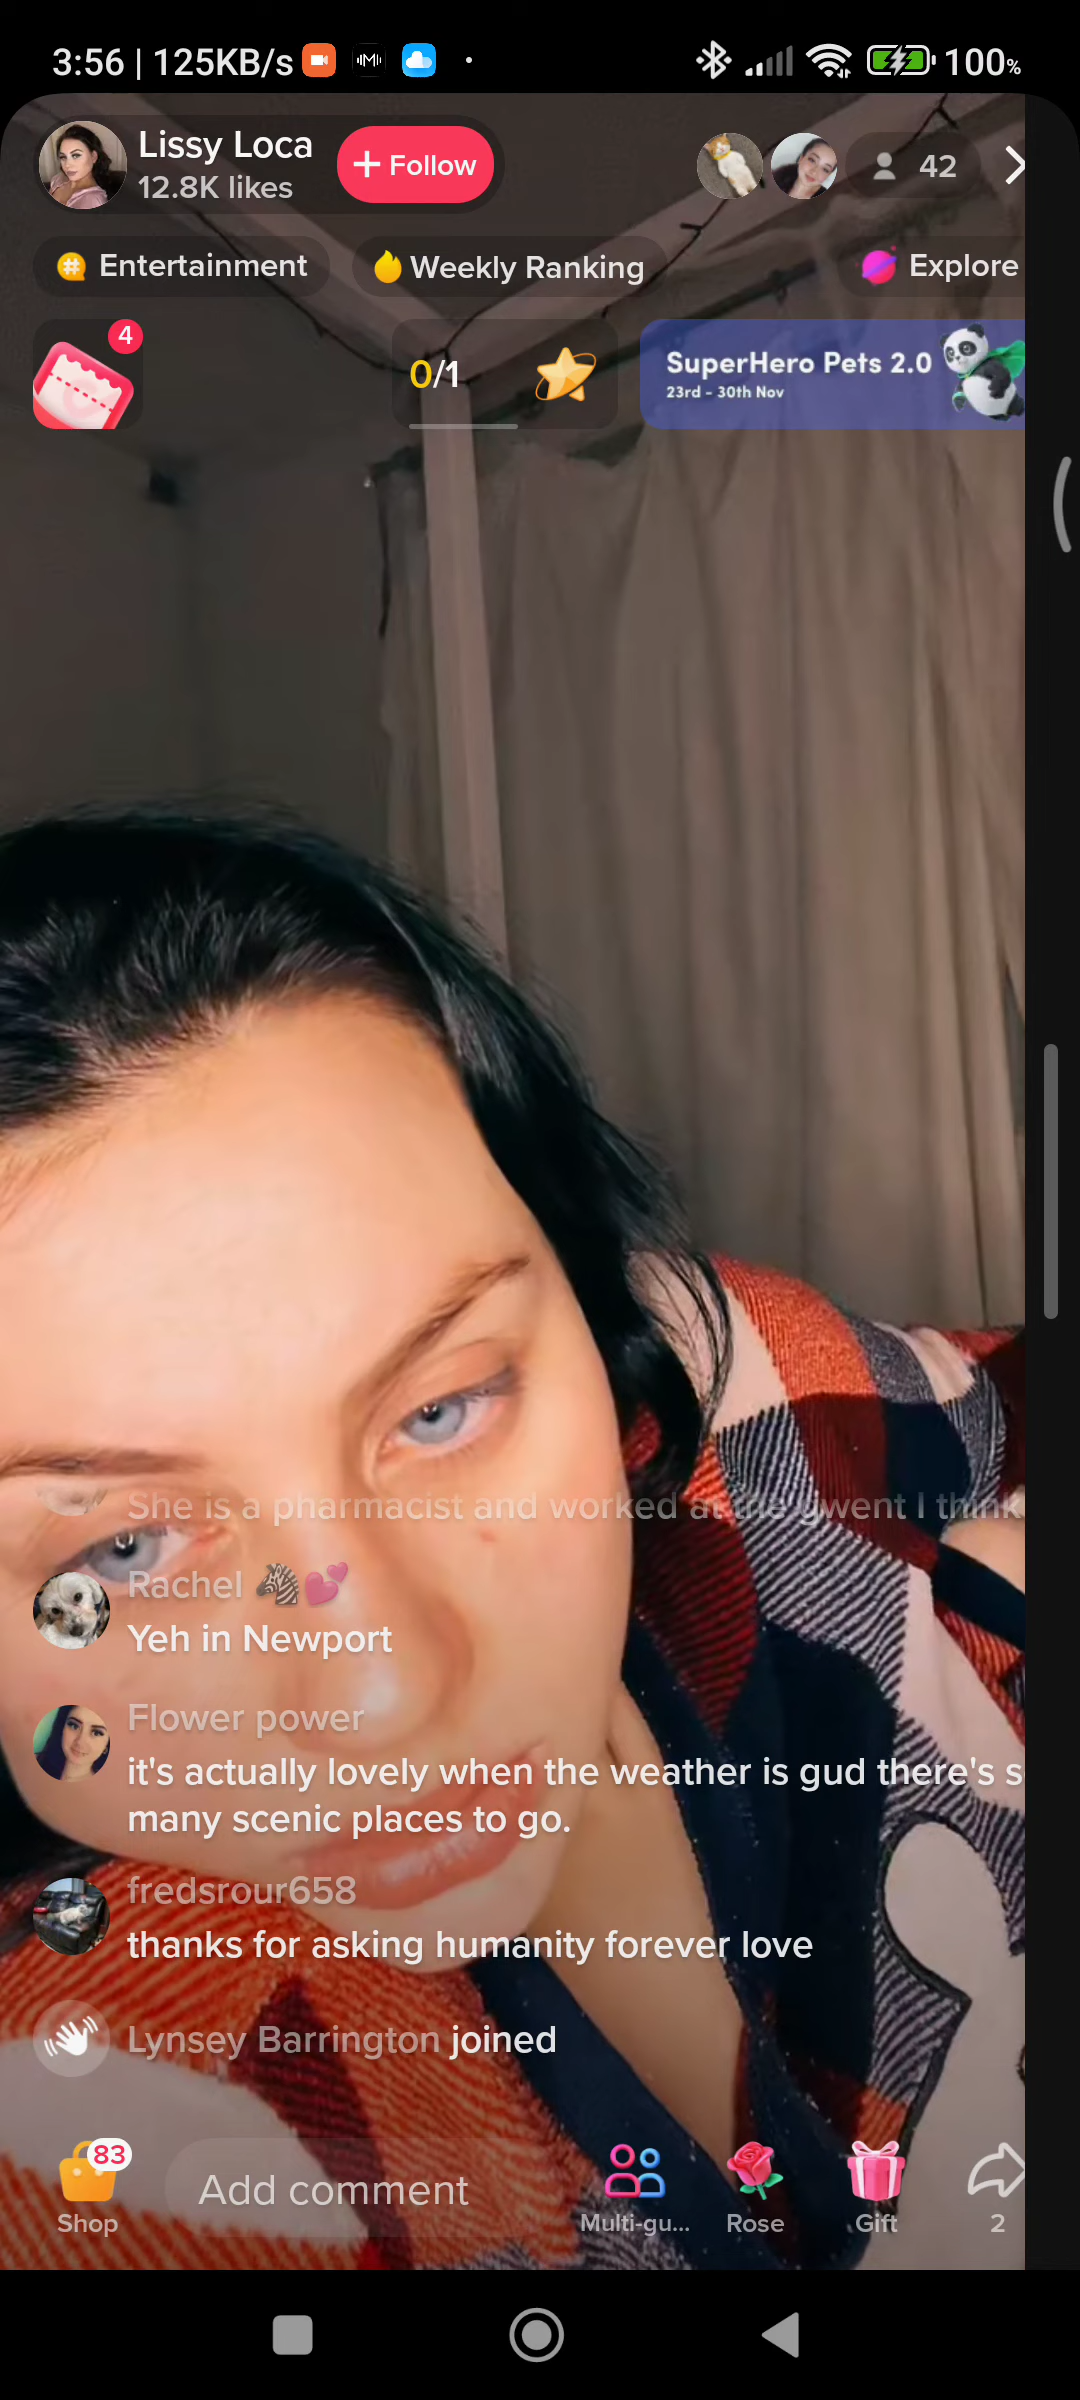 3:56 | 125KB/s
100%
Lissy Loca
12.8K likes
+ Follow
42
Entertainment
Weekly Ranking
Explore
4
0/1
SuperHero Pets 2.0
23rd - 30th Nov
She is a pharmacist and worked at the gwent I think
Rachel 🦓💕
Yeh in Newport
Flower power
it's actually lovely when the weather is gud there's s
many scenic places to go.
fredsrour658
thanks for asking humanity forever love
Lynsey Barrington joined
83
Shop
Add comment
Multi-gu...
Rose
Gift
2